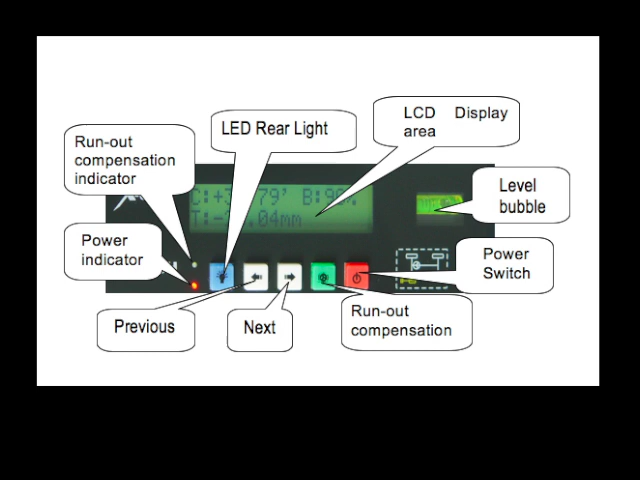 LED Rear Light
LCD Display
area
Run-out
compensation
indicator
Level
bubble
Power
indicator
Power
Switch
Previous
Next
Run-out
compensation